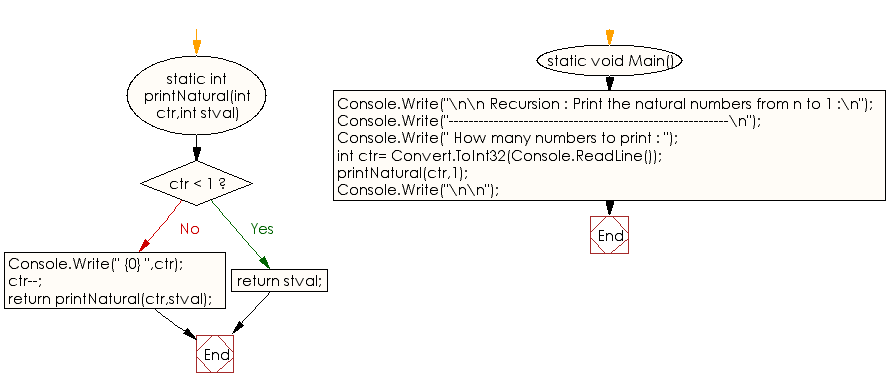 static int
printNatural(int
ctr,int stval)
ctr < 1 ?
No
Yes
Console.Write(" {0} ",ctr);
ctr--;
return printNatural(ctr,stval);
return stval;
End
static void Main()
Console.Write("\n\n Recursion : Print the natural numbers from n to 1 :\n");
Console.Write("--------------------------------------------------------\n");
Console.Write(" How many numbers to print : ");
int ctr= Convert.ToInt32(Console.ReadLine());
printNatural(ctr,1);
Console.Write("\n\n");
End